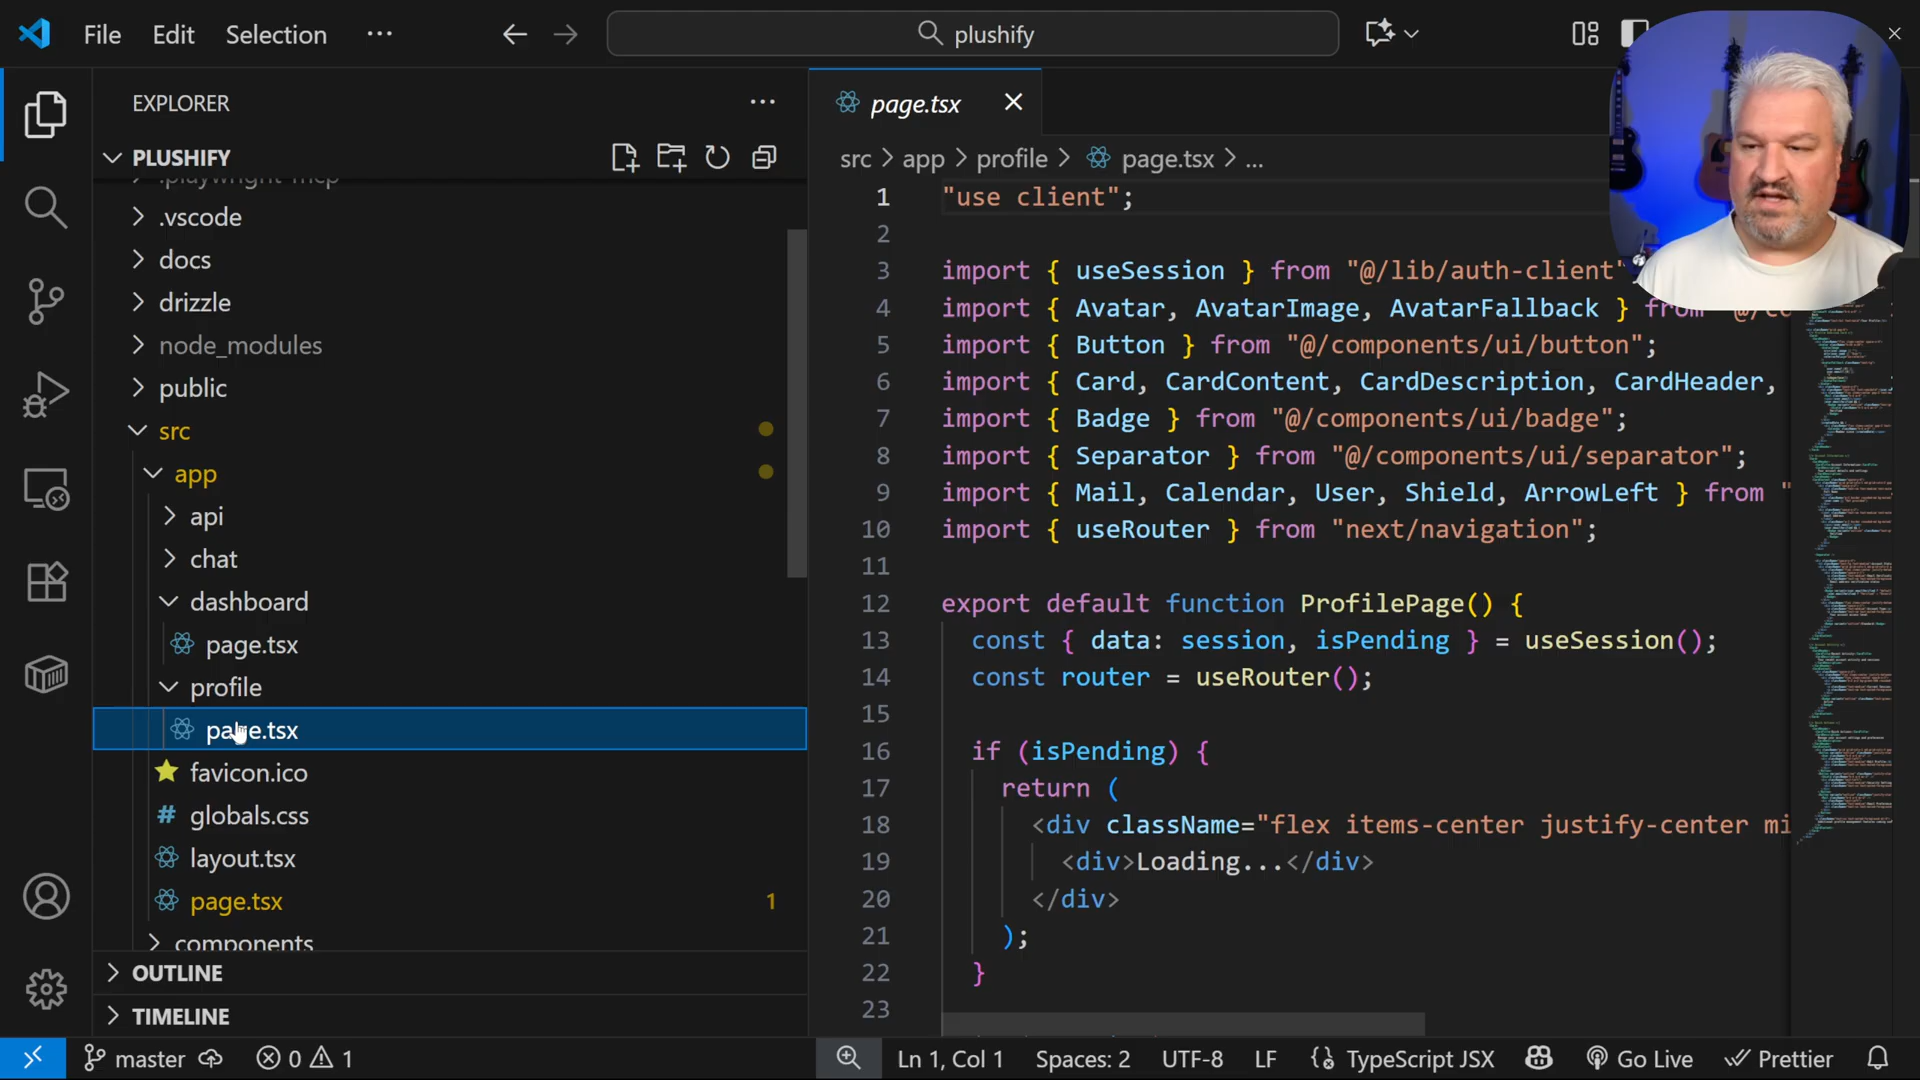 File Edit Selection ··· plushify
EXPLORER ···
PLUSHIFY
.playwright-mcp
.vscode
docs
drizzle
node_modules
public
src
app
api
chat
dashboard
page.tsx
profile
page.tsx
favicon.ico
globals.css
layout.tsx
page.tsx 1
components
OUTLINE
TIMELINE
page.tsx
src > app > profile > page.tsx > ...
1 "use client";
2
3 import { useSession } from "@/lib/auth-client"
4 import { Avatar, AvatarImage, AvatarFallback } from "@/co
5 import { Button } from "@/components/ui/button";
6 import { Card, CardContent, CardDescription, CardHeader,
7 import { Badge } from "@/components/ui/badge";
8 import { Separator } from "@/components/ui/separator";
9 import { Mail, Calendar, User, Shield, ArrowLeft } from "
10 import { useRouter } from "next/navigation";
11
12 export default function ProfilePage() {
13 const { data: session, isPending } = useSession();
14 const router = useRouter();
15
16 if (isPending) {
17 return (
18 <div className="flex items-center justify-center mi
19 <div>Loading...</div>
20 </div>
21 );
22 }
23
master 0 1 Ln 1, Col 1 Spaces: 2 UTF-8 LF TypeScript JSX Go Live Prettier